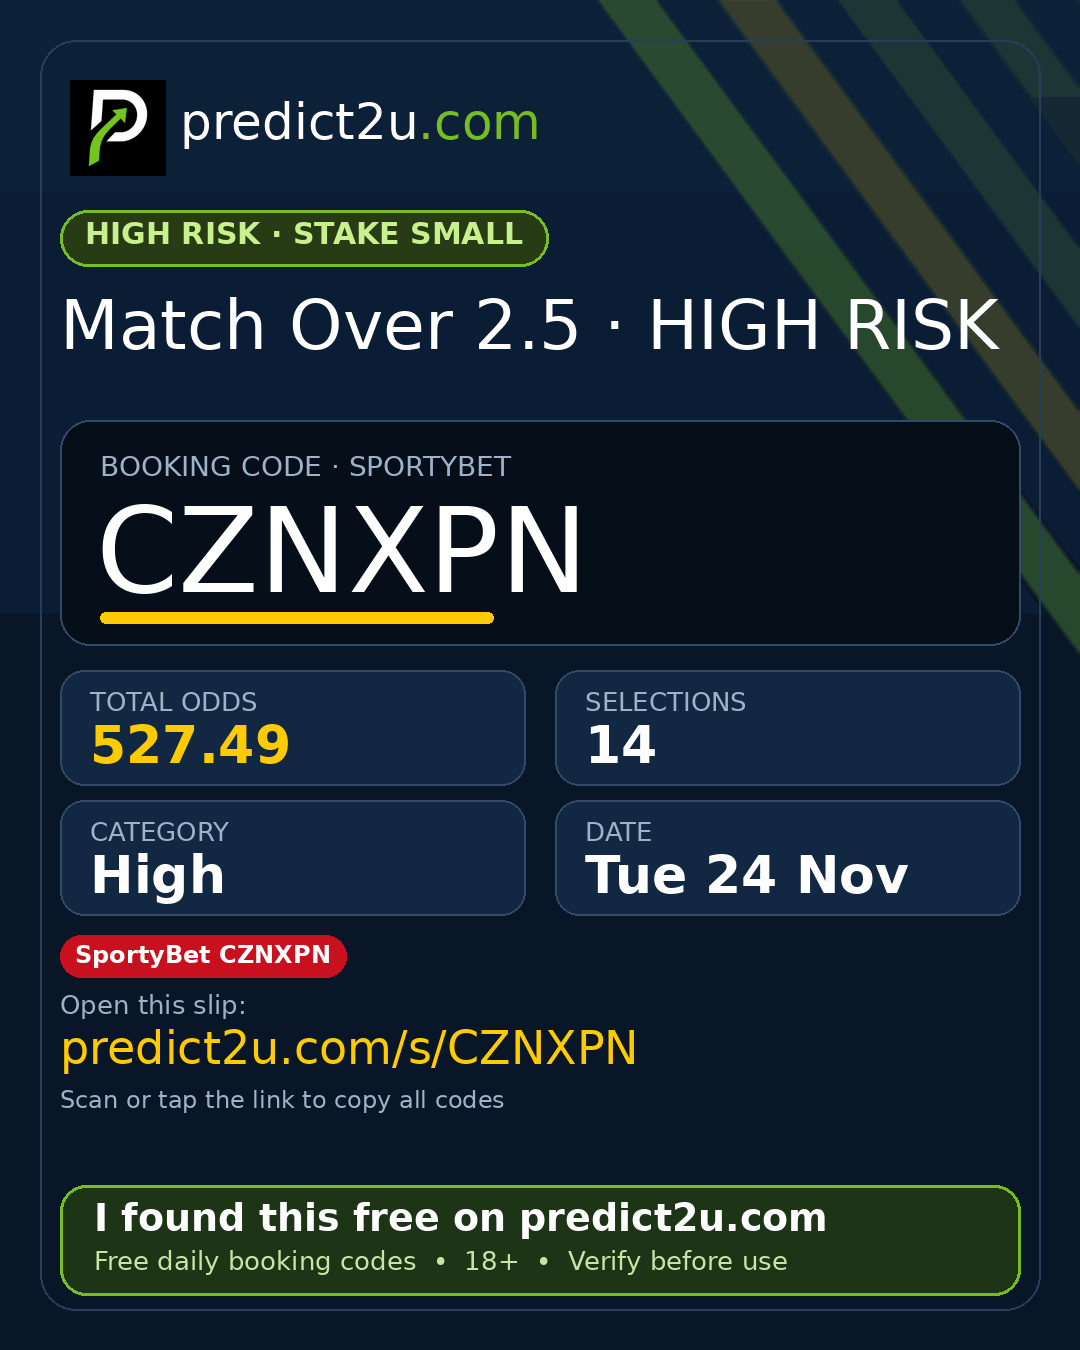 predict2u.com
HIGH RISK · STAKE SMALL
Match Over 2.5 · HIGH RISK
BOOKING CODE · SPORTYBET
CZNXPN
TOTAL ODDS
527.49
SELECTIONS
14
CATEGORY
High
DATE
Tue 24 Nov
SportyBet CZNXPN
Open this slip:
predict2u.com/s/CZNXPN
Scan or tap the link to copy all codes
I found this free on predict2u.com
Free daily booking codes • 18+ • Verify before use